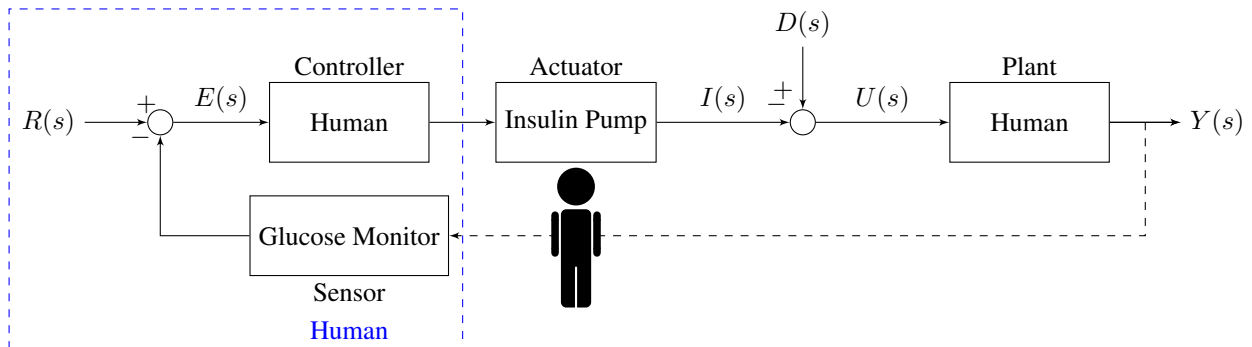 D(s)
Controller
Actuator
Plant
R(s)
+
−
E(s)
Human
Insulin Pump
I(s)
+
−
U(s)
Human
Y(s)
Glucose Monitor
Sensor
Human